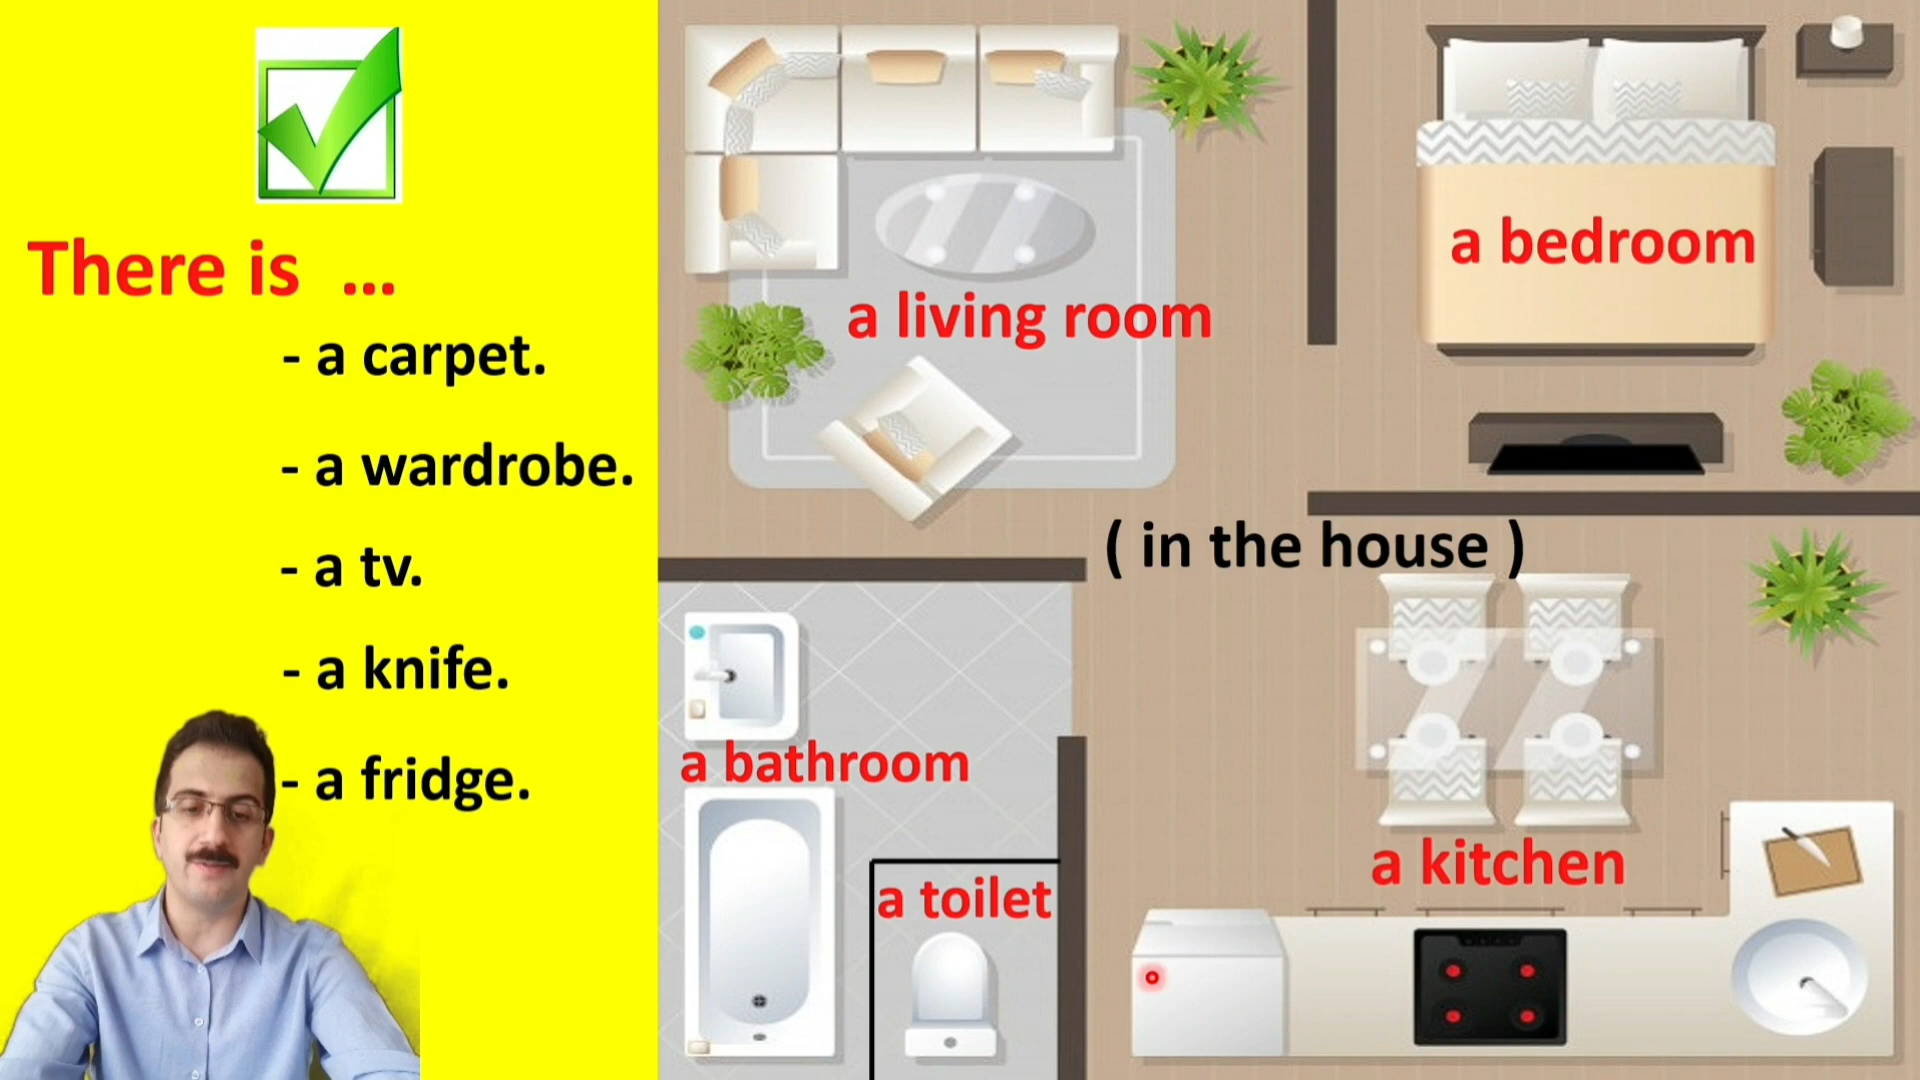 There is ...
- a carpet.
- a wardrobe.
- a tv.
- a knife.
- a fridge.
a living room
a bedroom
( in the house )
a bathroom
a toilet
a kitchen